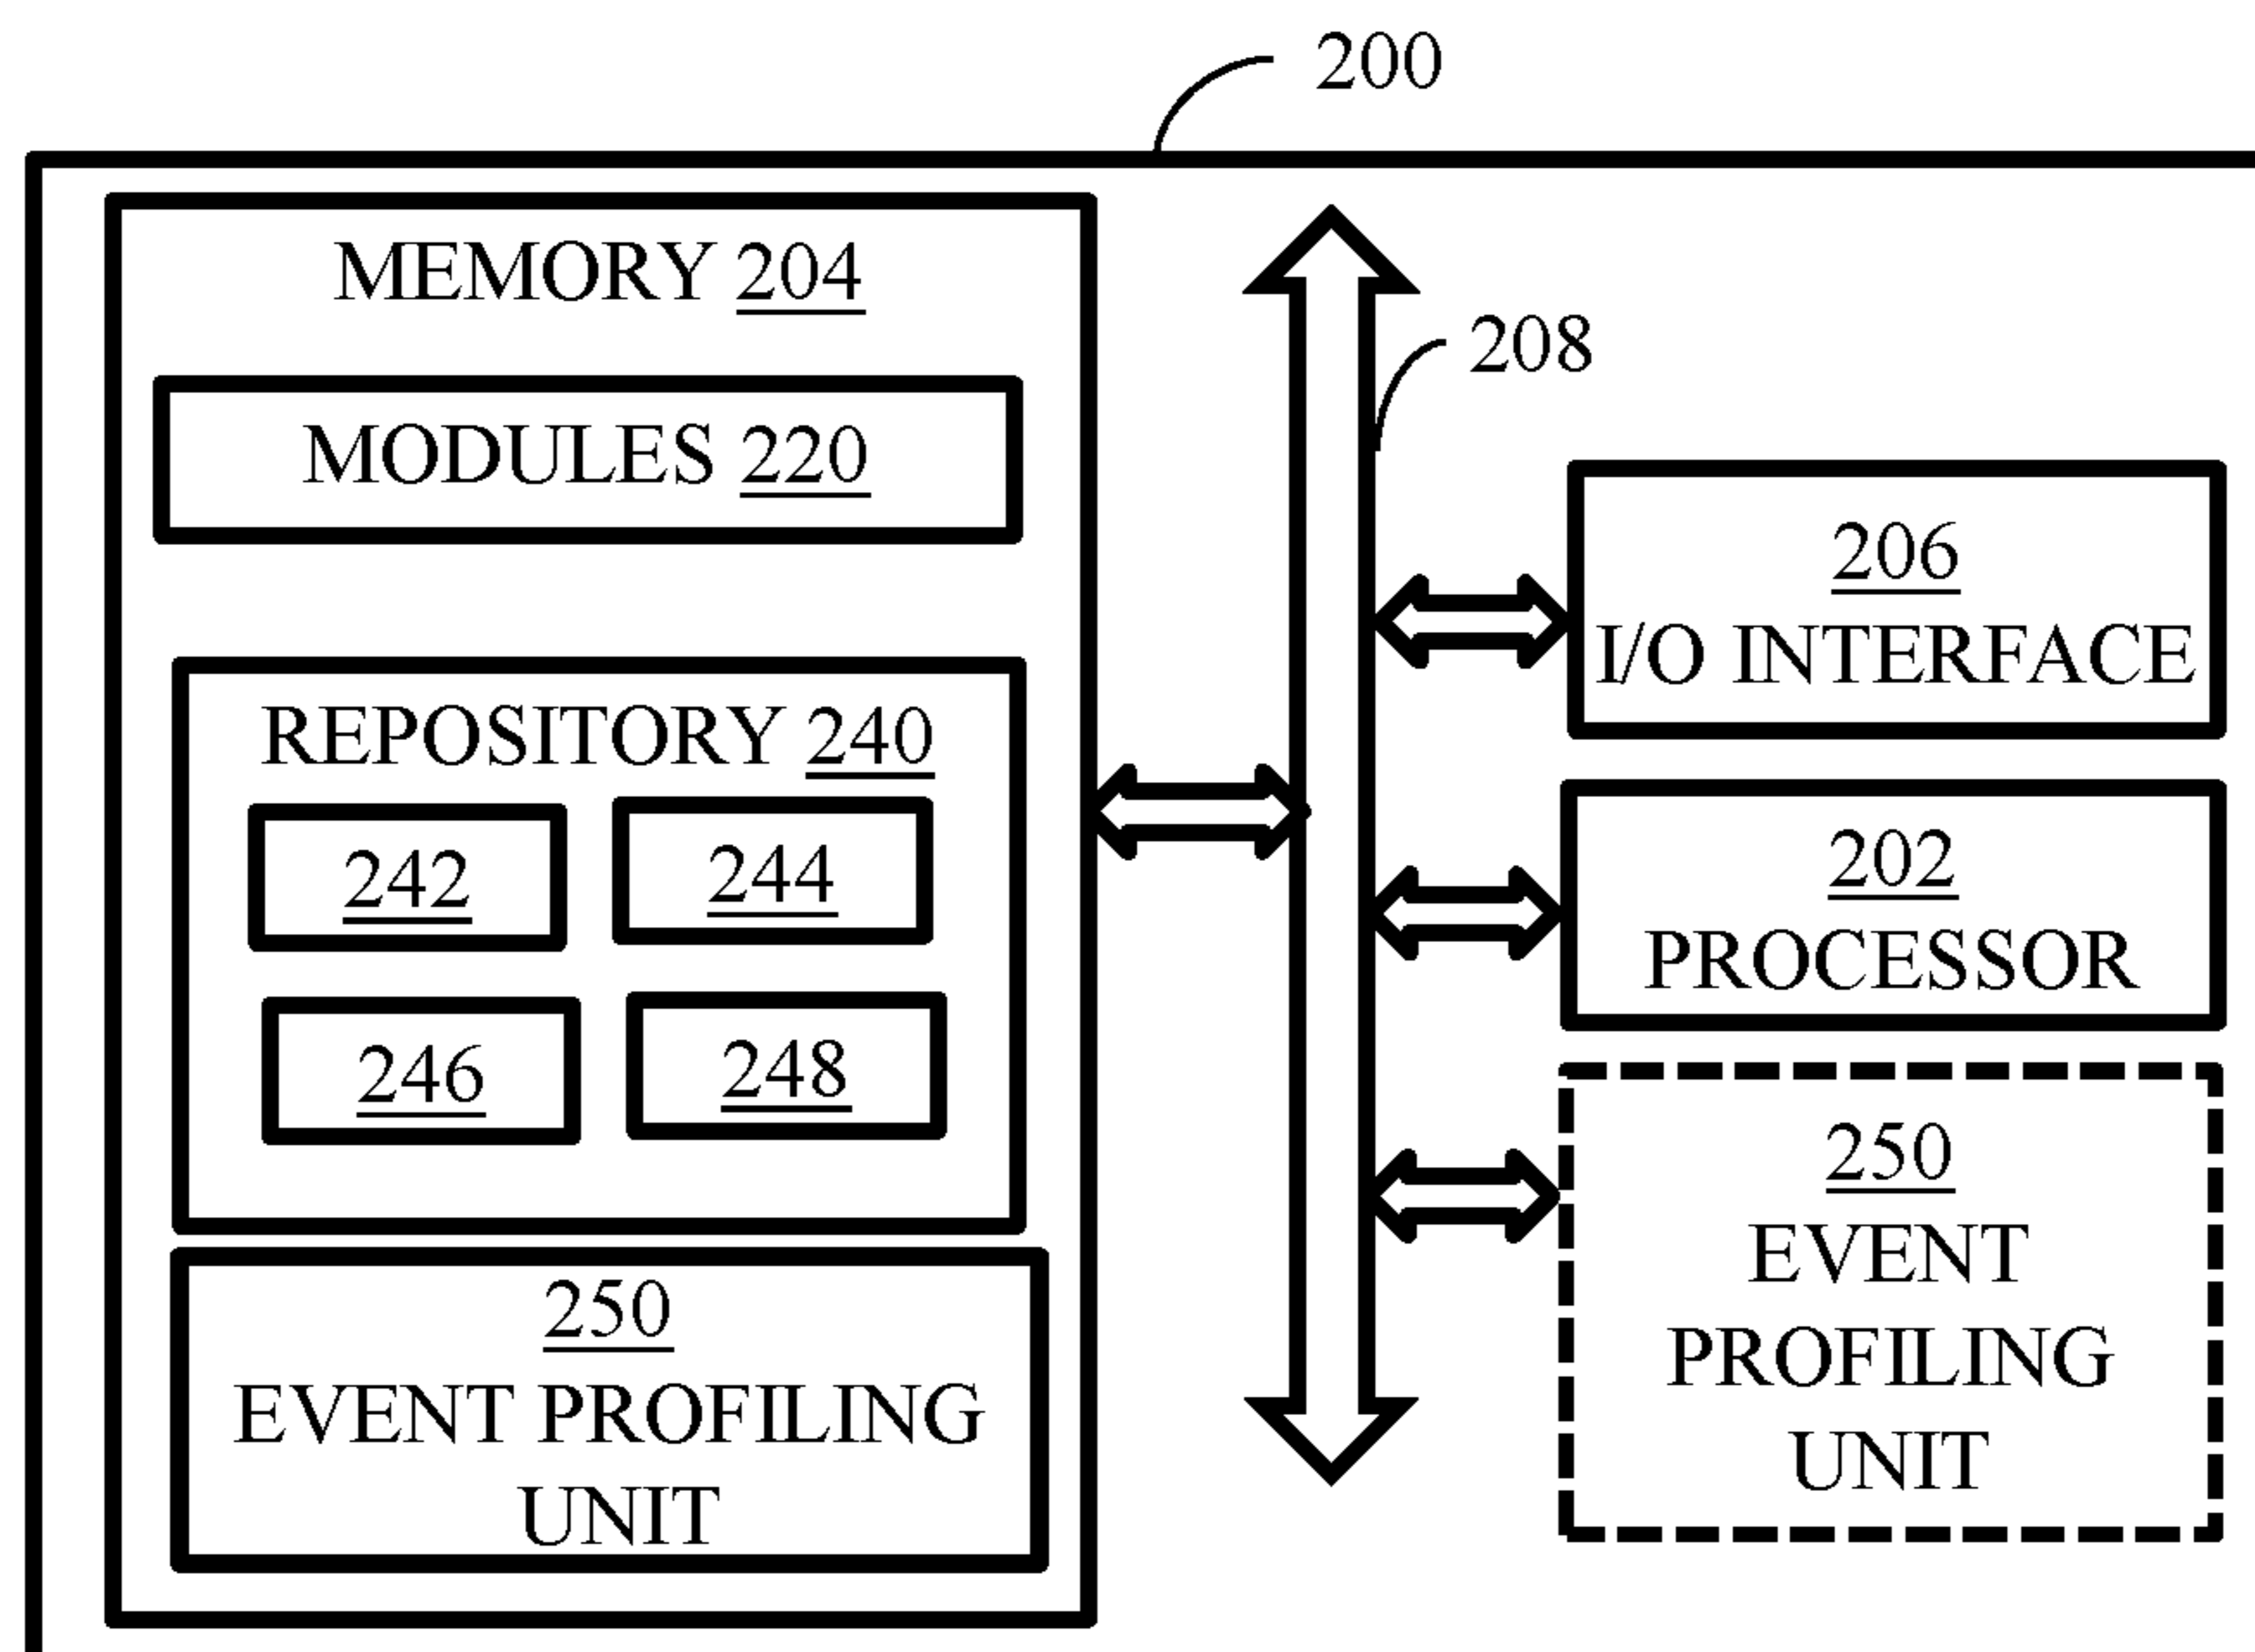 200
MEMORY 204
MODULES 220
REPOSITORY 240
242
244
246
248
250
EVENT PROFILING
UNIT
208
206
I/O INTERFACE
202
PROCESSOR
250
EVENT
PROFILING
UNIT